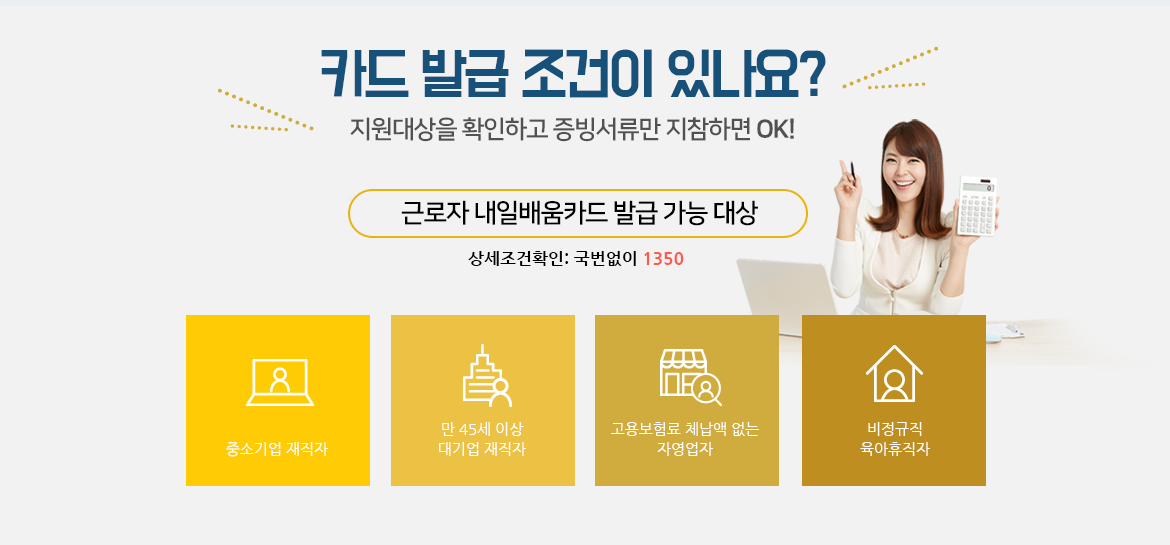 카드 발급 조건이 있나요?
지원대상을 확인하고 증빙서류만 지참하면 OK!
근로자 내일배움카드 발급 가능 대상
상세조건확인: 국번없이 1350
0
중소기업 재직자
만 45세 이상
대기업 재직자
고용보험료 체납액 없는
자영업자
비정규직
육아휴직자